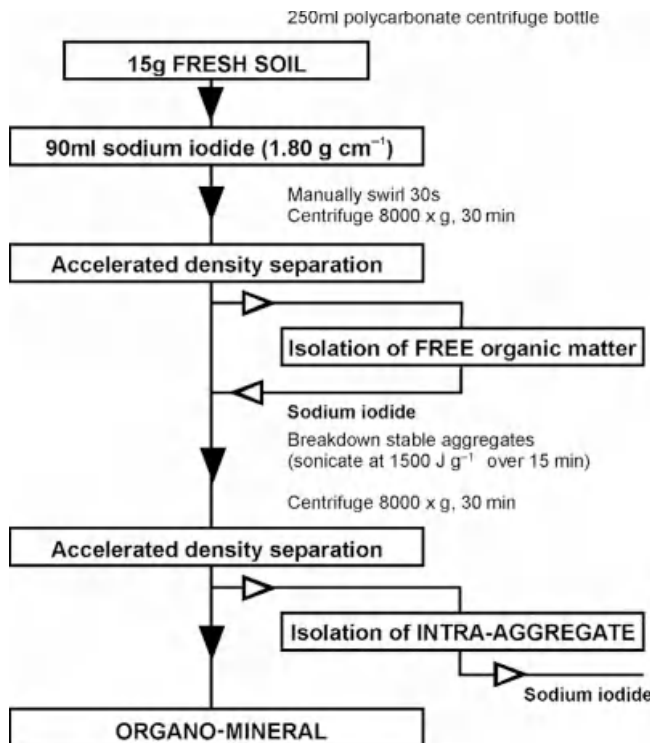 250ml polycarbonate centrifuge bottle
15g FRESH SOIL
90ml sodium iodide (1.80 g cm⁻¹)
Manually swirl 30s
Centrifuge 8000 x g, 30 min
Accelerated density separation
Isolation of FREE organic matter
Sodium iodide
Breakdown stable aggregates
(sonicate at 1500 J g⁻¹ over 15 min)
Centrifuge 8000 x g, 30 min
Accelerated density separation
Isolation of INTRA-AGGREGATE
Sodium iodide
ORGANO-MINERAL